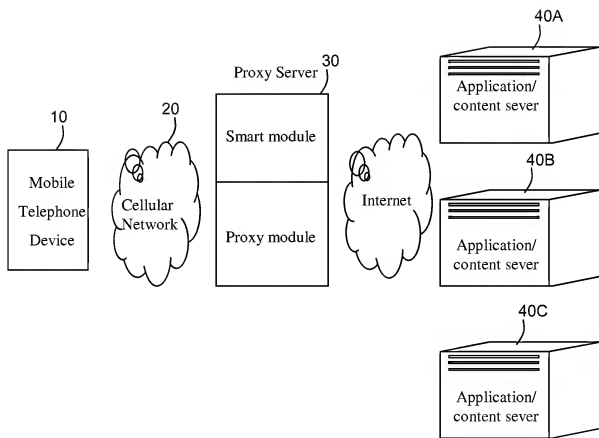 10
Mobile
Telephone
Device
20
Cellular
Network
Proxy Server
30
Smart module
Proxy module
Internet
40A
Application/
content sever
40B
Application/
content sever
40C
Application/
content sever